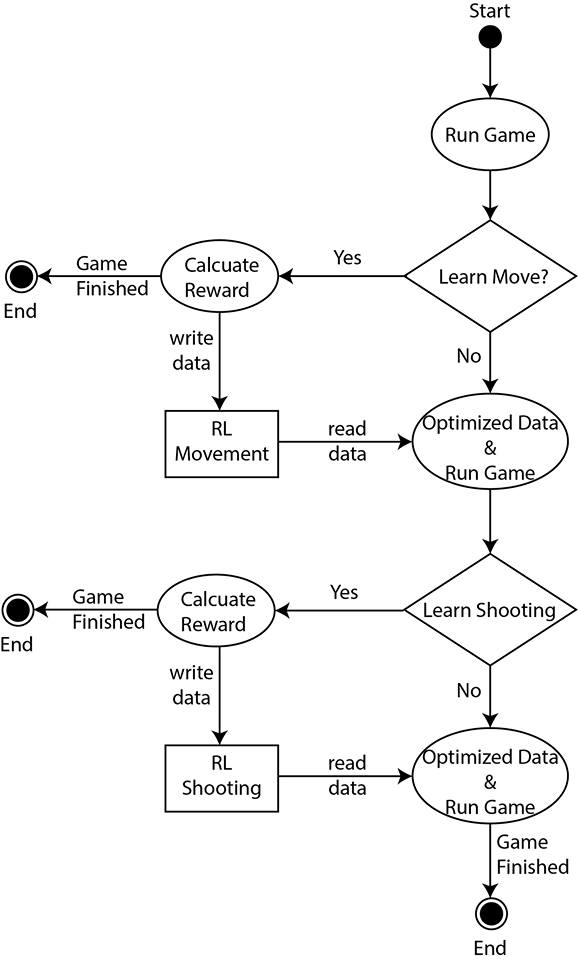 Start
Run Game
Learn Move?
Yes
Calcuate
Reward
Game
Finished
End
write
data
No
RL
Movement
read
data
Optimized Data
&
Run Game
Learn Shooting
Yes
Calcuate
Reward
Game
Finished
End
write
data
No
RL
Shooting
read
data
Optimized Data
&
Run Game
Game
Finished
End